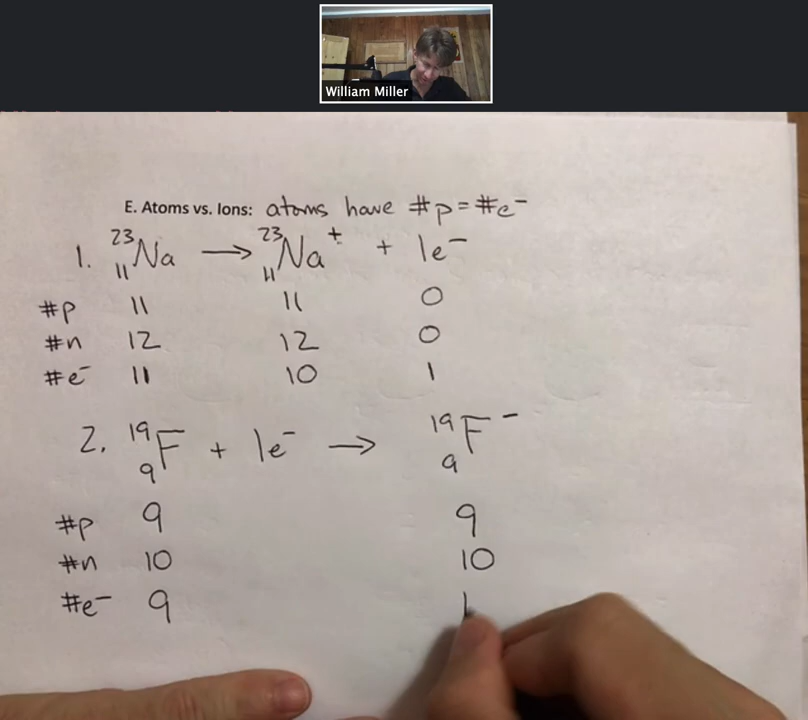 William Miller
E. Atoms vs. Ions: atoms have #p = #e⁻
1. ²³₁₁Na → ²³₁₁Na⁺ + 1e⁻
#p 11 11 0
#n 12 12 0
#e⁻ 11 10 1
2. ¹⁹₉F + 1e⁻ → ¹⁹₉F⁻
#p 9 9
#n 10 10
#e⁻ 9 1